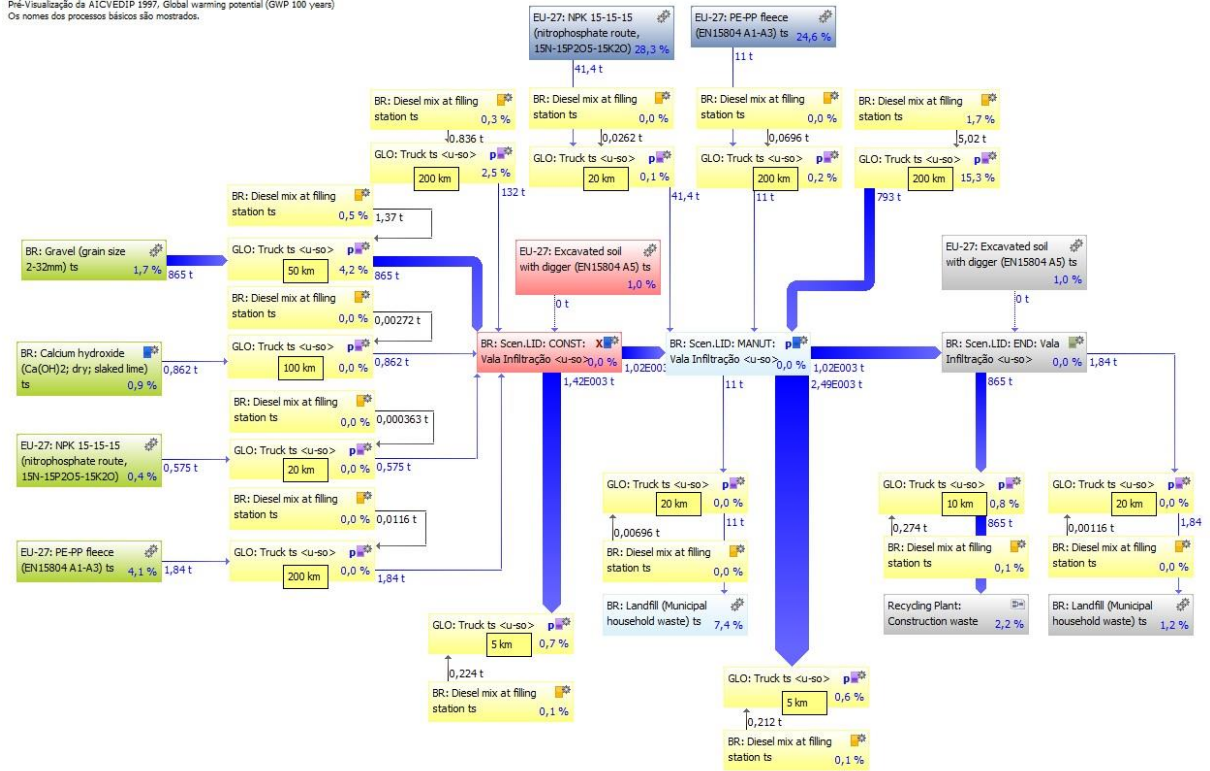 Pré-Visualização da AICVEDIP 1997, Global warming potential (GWP 100 years)
Os nomes dos processos básicos são mostrados.
EU-27: NPK 15-15-15
(nitrophosphate route,
15N-15P2O5-15K2O) 28,3 %
41,4 t
EU-27: PE-PP fleece
(EN15804 A1-A3) ts 24,6 %
11 t
BR: Diesel mix at filling
station ts
0,3 %
0.836 t
BR: Diesel mix at filling
station ts
0,0 %
0,0262 t
BR: Diesel mix at filling
station ts
0,0 %
0,0696 t
BR: Diesel mix at filling
station ts
1,7 %
5,02 t
GLO: Truck ts <u-so> p
200 km
2,5 %
132 t
GLO: Truck ts <u-so> p
20 km
0,1 %
41,4 t
GLO: Truck ts <u-so> p
200 km
0,2 %
11 t
GLO: Truck ts <u-so> p
200 km
15,3 %
793 t
BR: Diesel mix at filling
station ts
0,5 %
1,37 t
BR: Gravel (grain size
2-32mm) ts
1,7 %
865 t
GLO: Truck ts <u-so> p
50 km
4,2 %
865 t
EU-27: Excavated soil
with digger (EN15804 A5) ts
1,0 %
0 t
EU-27: Excavated soil
with digger (EN15804 A5) ts
1,0 %
0 t
BR: Diesel mix at filling
station ts
0,0 %
0,00272 t
BR: Calcium hydroxide
(Ca(OH)2; dry; slaked lime)
ts
0,9 %
0,862 t
GLO: Truck ts <u-so> p
100 km
0,0 %
0,862 t
BR: Scen.LID: CONST: X
Vala Infiltração <u-so> 0,0 %
1,02E003 t
1,42E003 t
BR: Scen.LID: MANUT: p
Vala Infiltração <u-so> 0,0 %
1,02E003 t
2,49E003 t
11 t
BR: Scen.LID: END: Vala
Infiltração <u-so> 0,0 %
1,84 t
865 t
BR: Diesel mix at filling
station ts
0,0 %
0,000363 t
EU-27: NPK 15-15-15
(nitrophosphate route,
15N-15P2O5-15K2O) 0,4 %
0,575 t
GLO: Truck ts <u-so> p
20 km
0,0 %
0,575 t
BR: Diesel mix at filling
station ts
0,0 %
0,0116 t
EU-27: PE-PP fleece
(EN15804 A1-A3) ts 4,1 %
1,84 t
GLO: Truck ts <u-so> p
200 km
0,0 %
1,84 t
GLO: Truck ts <u-so> p
20 km
0,0 %
0,00696 t
11 t
BR: Diesel mix at filling
station ts
0,0 %
BR: Landfill (Municipal
household waste) ts
7,4 %
GLO: Truck ts <u-so> p
10 km
0,8 %
0,274 t
865 t
BR: Diesel mix at filling
station ts
0,1 %
Recycling Plant:
Construction waste
2,2 %
GLO: Truck ts <u-so> p
20 km
0,0 %
0,00116 t
1,84
BR: Diesel mix at filling
station ts
0,0 %
BR: Landfill (Municipal
household waste) ts
1,2 %
GLO: Truck ts <u-so> p
5 km
0,7 %
0,224 t
BR: Diesel mix at filling
station ts
0,1 %
GLO: Truck ts <u-so> p
5 km
0,6 %
0,212 t
BR: Diesel mix at filling
station ts
0,1 %